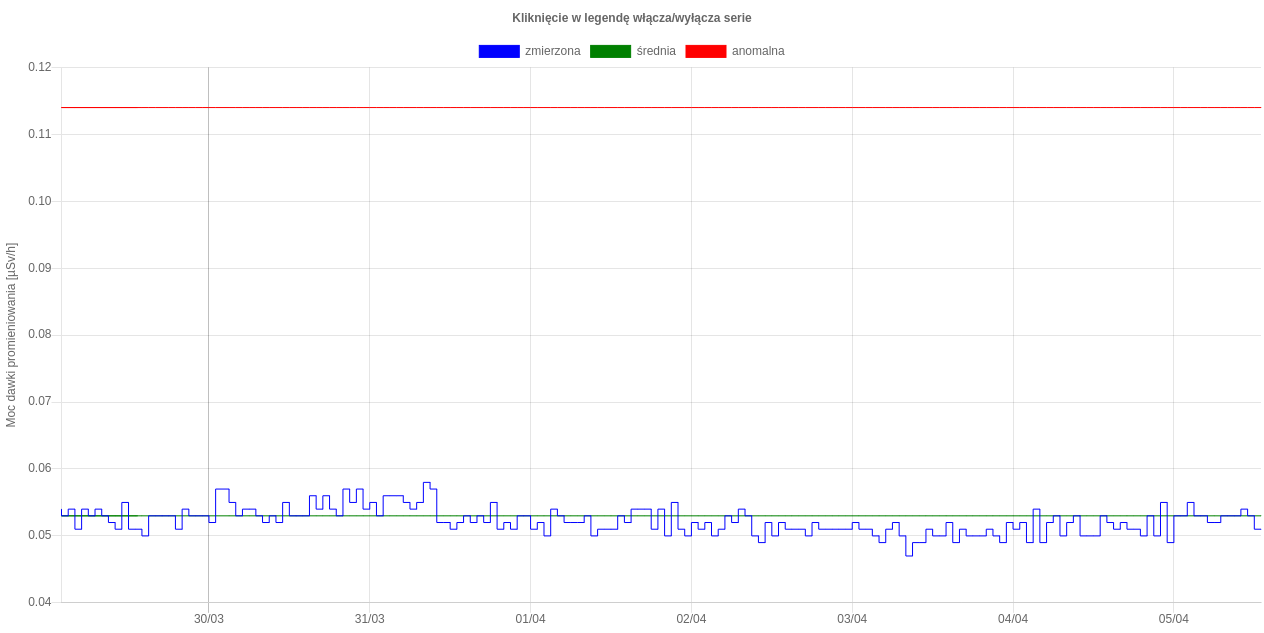 Kliknięcie w legendę włącza/wyłącza serie
zmierzona średnia anomalna
Moc dawki promieniowania [µSv/h]
0.12
0.11
0.10
0.09
0.08
0.07
0.06
0.05
0.04
30/03 31/03 01/04 02/04 03/04 04/04 05/04